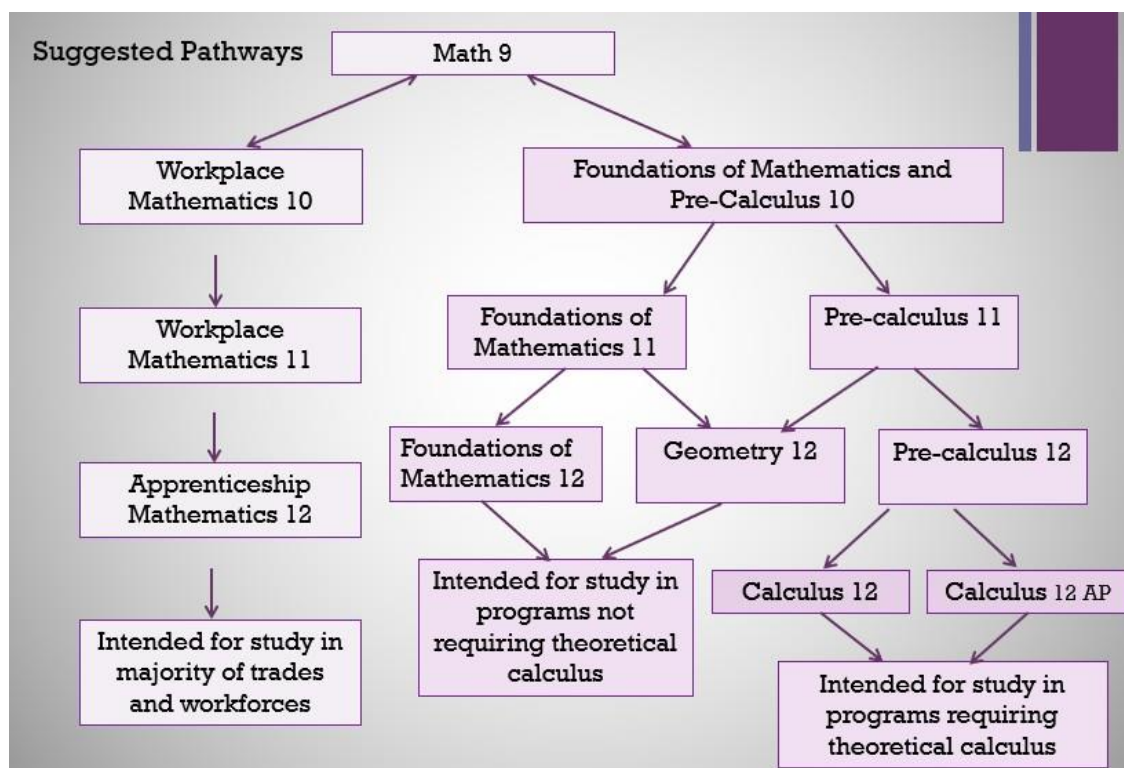 Suggested Pathways
Math 9
Workplace
Mathematics 10
Foundations of Mathematics and
Pre-Calculus 10
Workplace
Mathematics 11
Foundations of
Mathematics 11
Pre-calculus 11
Apprenticeship
Mathematics 12
Foundations of
Mathematics 12
Geometry 12
Pre-calculus 12
Intended for study in
majority of trades
and workforces
Intended for study in
programs not
requiring theoretical
calculus
Calculus 12
Calculus 12 AP
Intended for study in
programs requiring
theoretical calculus